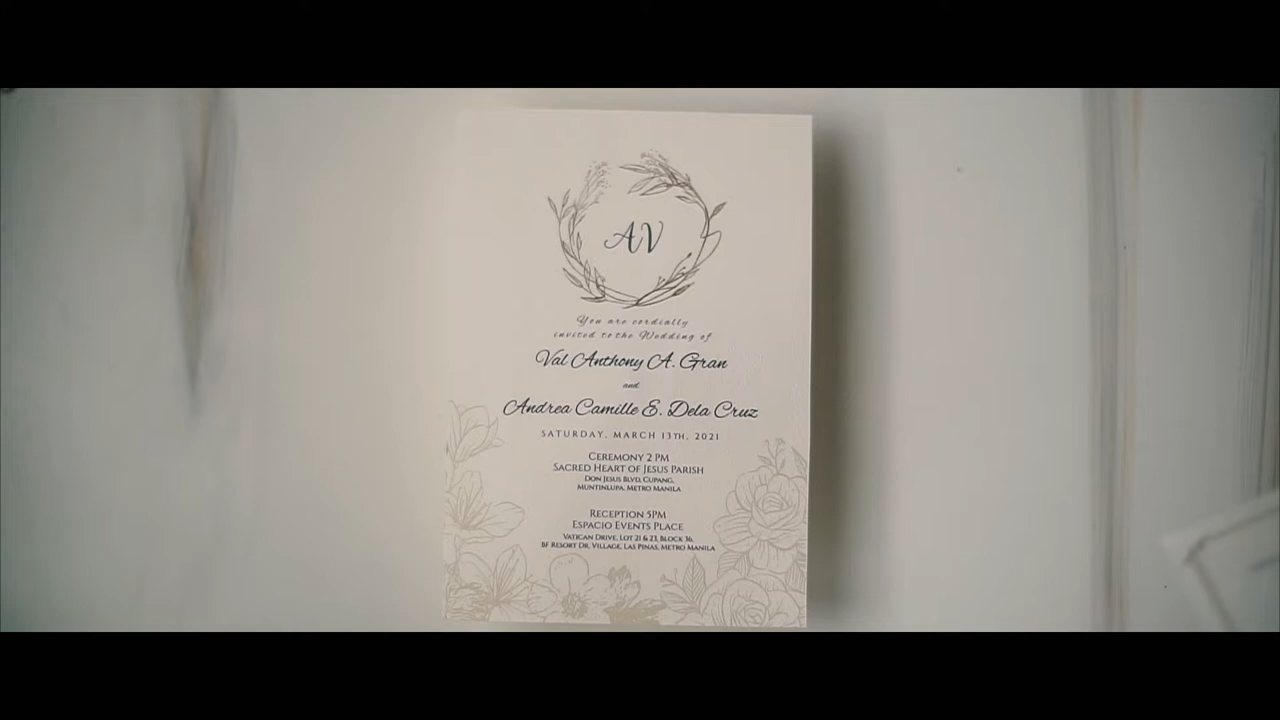 AV
You are cordially
invited to the Wedding of
Val Anthony A. Gran
and
Andrea Camille E. Dela Cruz
SATURDAY, MARCH 13TH, 2021
CEREMONY 2 PM
SACRED HEART OF JESUS PARISH
DON JESUS BLVD, CUPANG,
MUNTINLUPA, METRO MANILA
RECEPTION 5PM
ESPACIO EVENTS PLACE
VATICAN DRIVE, LOT 21 & 23, BLOCK 36,
BF RESORT DR, VILLAGE, LAS PINAS, METRO MANILA